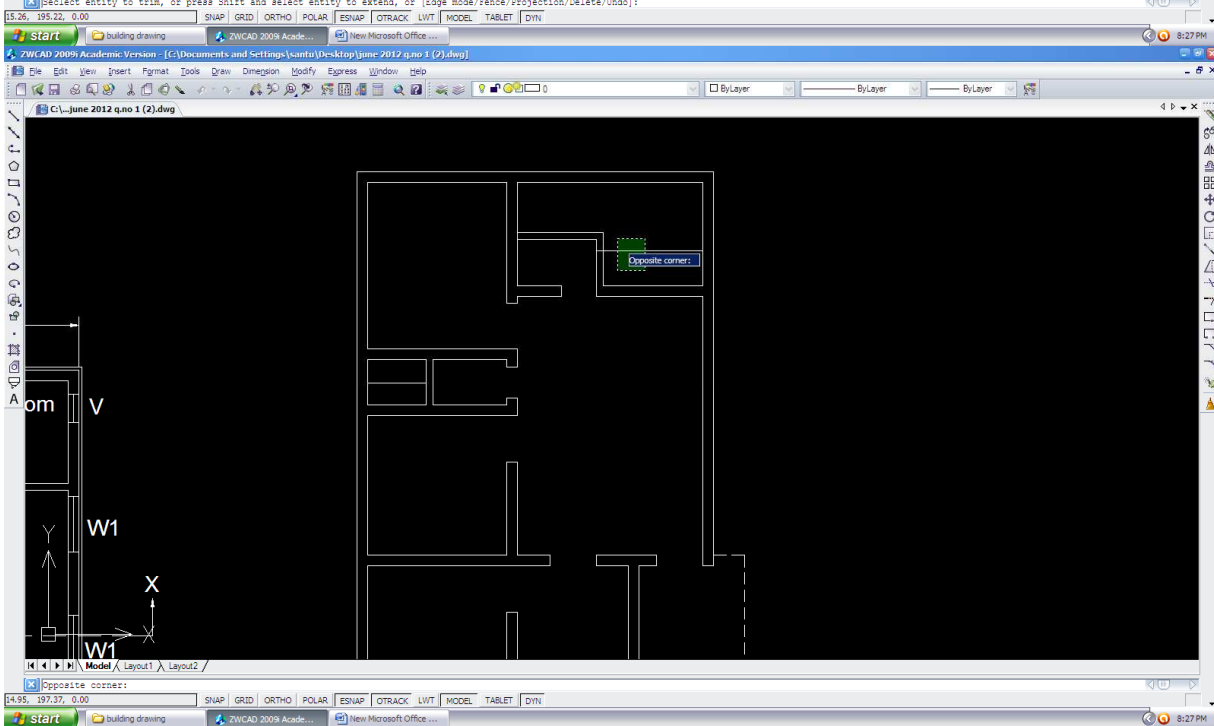 Seclect entity to trim, or press Shift and select entity to extend, or [Edge mode/Fence/Projection/Delete/Undo]:
15.26, 195.22, 0.00 SNAP GRID ORTHO POLAR ESNAP OTRACK LWT MODEL TABLET DYN
start building drawing ZWCAD 2009i Acade... New Microsoft Office ... 8:27 PM
ZWCAD 2009i Academic Version - [C:\Documents and Settings\santu\Desktop\june 2012 q.no 1 (2).dwg]
File Edit View Insert Format Tools Draw Dimension Modify Express Window Help
0 ByLayer ByLayer ByLayer
C:\...june 2012 q.no 1 (2).dwg
A
Opposite corner:
om V
W1
Y
X
X
W1
Model Layout1 Layout2
Opposite corner:
14.95, 197.37, 0.00 SNAP GRID ORTHO POLAR ESNAP OTRACK LWT MODEL TABLET DYN
start building drawing ZWCAD 2009i Acade... New Microsoft Office ... 8:27 PM